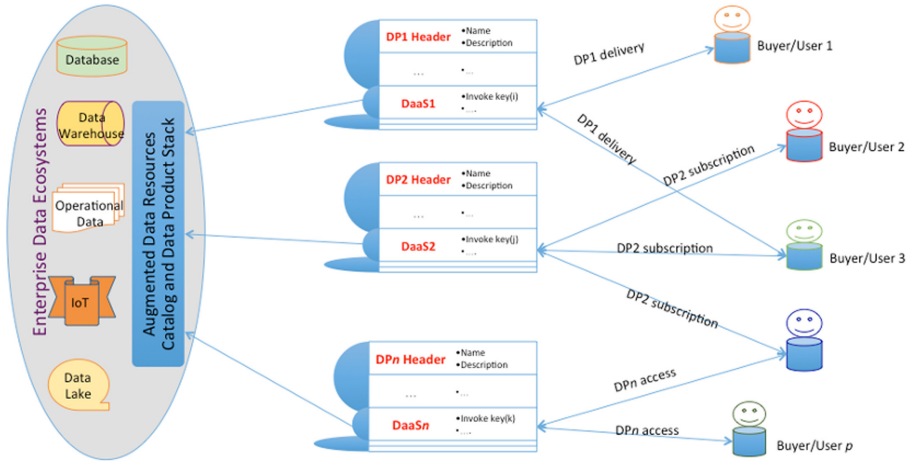 Enterprise Data Ecosystems
Database
Data
Warehouse
Operational
Data
IoT
Data
Lake
Augmented Data Resources
Catalog and Data Product Stack
DP1 Header
•Name
•Description
...
•...
DaaS1
•Invoke key(i)
•....
DP2 Header
•Name
•Description
...
•...
DaaS2
•Invoke key(j)
•....
DPn Header
•Name
•Description
...
•...
DaaSn
•Invoke key(k)
•....
DP1 delivery
DP1 delivery
DP2 subscription
DP2 subscription
DP2 subscription
DPn access
DPn access
Buyer/User 1
Buyer/User 2
Buyer/User 3
Buyer/User p